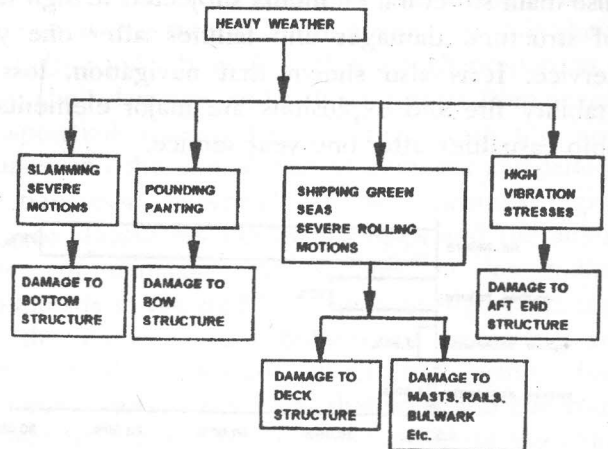 HEAVY WEATHER
SLAMMING
SEVERE
MOTIONS
POUNDING
PANTING
SHIPPING GREEN
SEAS
SEVERE ROLLING
MOTIONS
HIGH
VIBRATION
STRESSES
DAMAGE TO
BOTTOM
STRUCTURE
DAMAGE TO
BOW
STRUCTURE
DAMAGE TO
AFT END
STRUCTURE
DAMAGE TO
DECK
STRUCTURE
DAMAGE TO
MASTS. RAILS.
BULWARK
Etc.